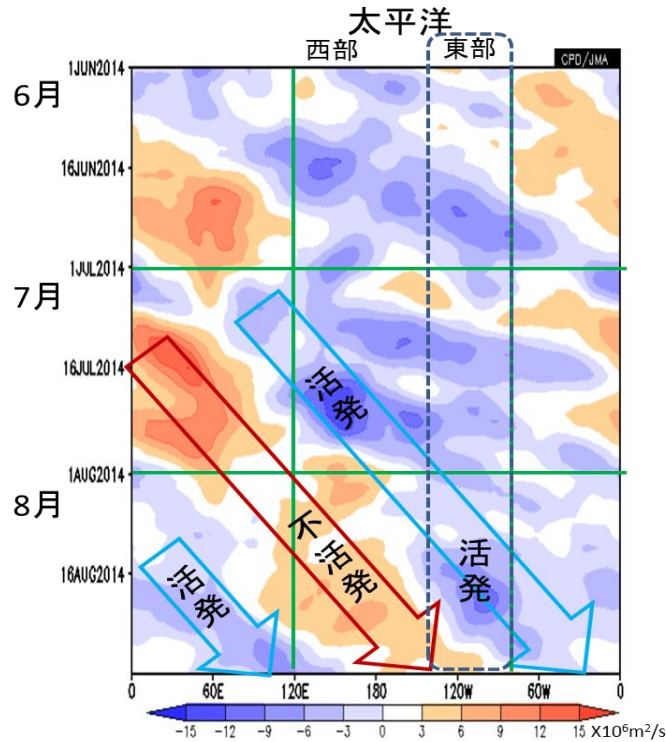 太平洋
西部
東部
CPD/JMA
1JUN2014
6月
16JUN2014
1JUL2014
7月
16JUL2014
活発
1AUG2014
8月
不活発
活発
活発
16AUG2014
0
60E
120E
180
120W
60W
0
-15
-12
-9
-6
-3
0
3
6
9
12
15
X10⁶m²/s